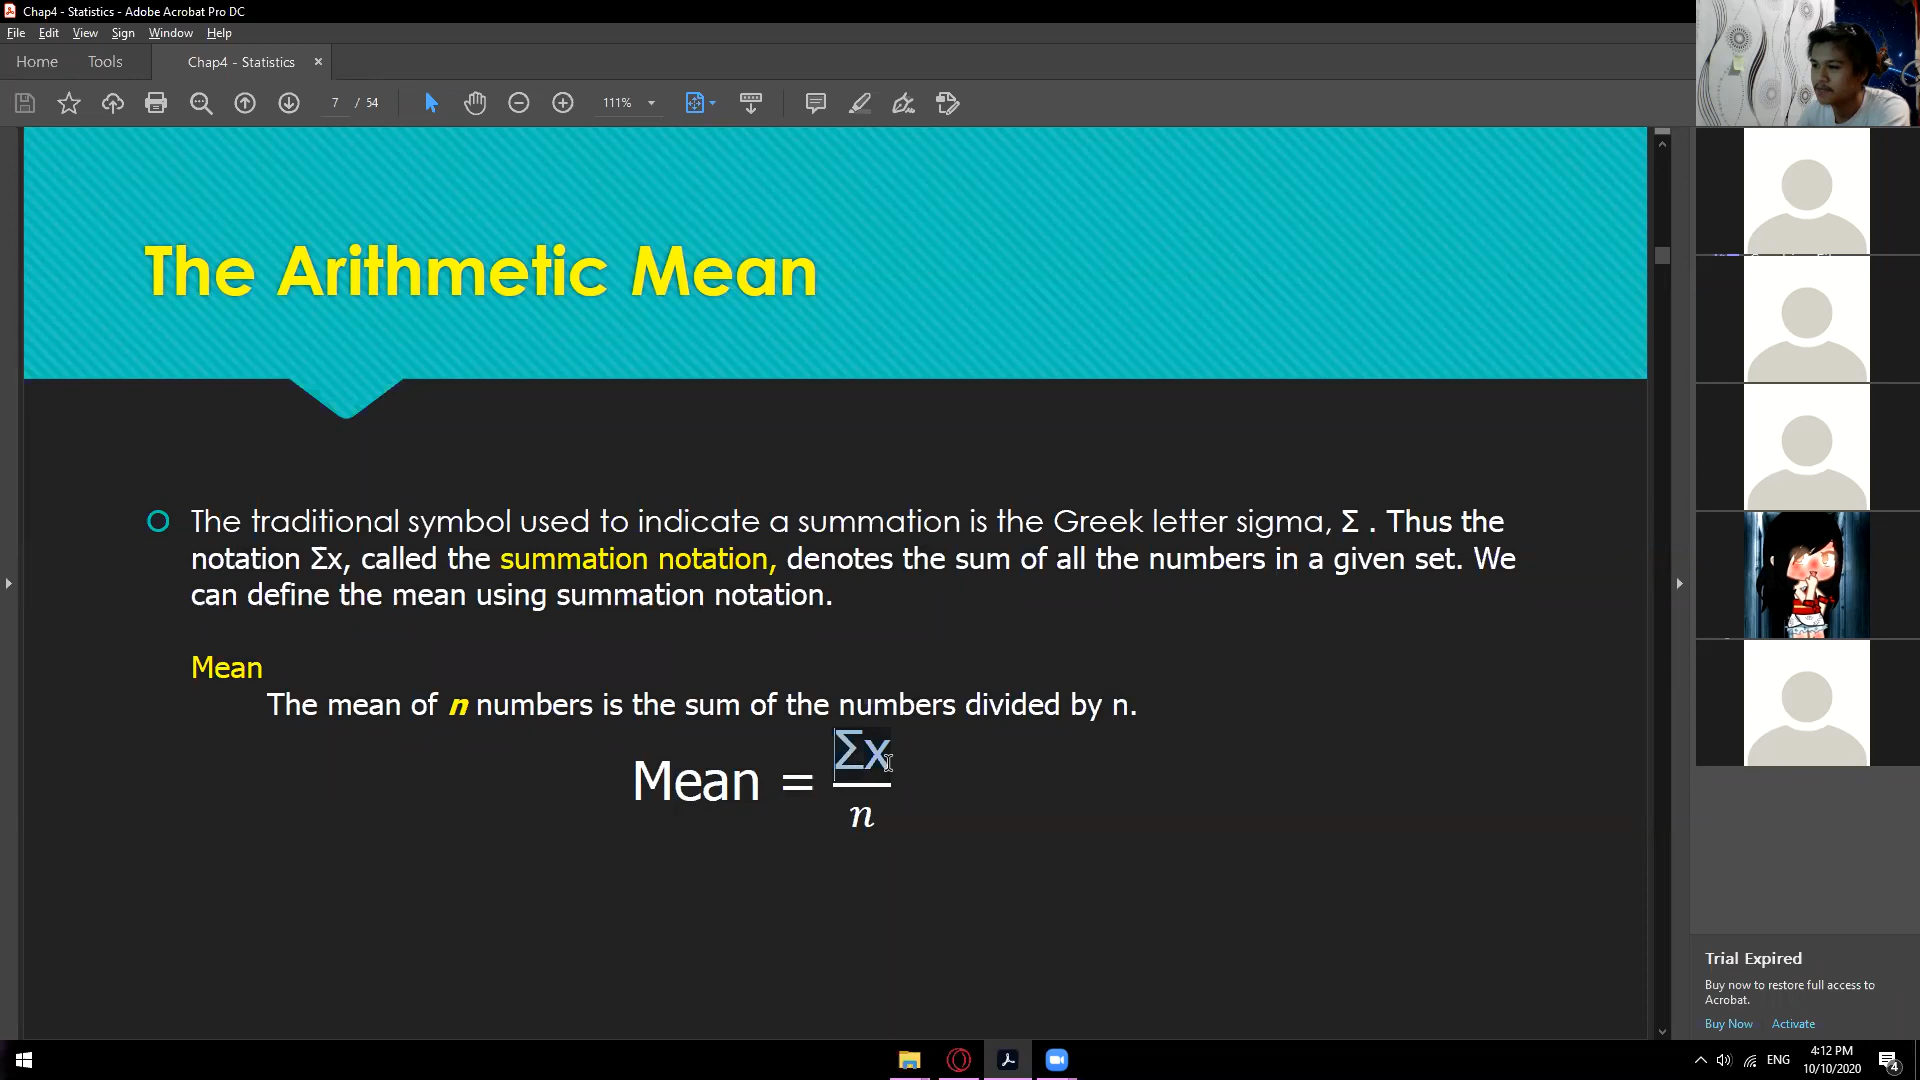 Chap4 - Statistics - Adobe Acrobat Pro DC
File Edit View Sign Window Help
Home Tools Chap4 - Statistics ×
7 / 54 111%
The Arithmetic Mean
The traditional symbol used to indicate a summation is the Greek letter sigma, Σ . Thus the
notation Σx, called the summation notation, denotes the sum of all the numbers in a given set. We
can define the mean using summation notation.
Mean
The mean of n numbers is the sum of the numbers divided by n.
Σx
Mean =
n
Trial Expired
Buy now to restore full access to
Acrobat.
Buy Now Activate
ENG
4:12 PM
10/10/2020
4